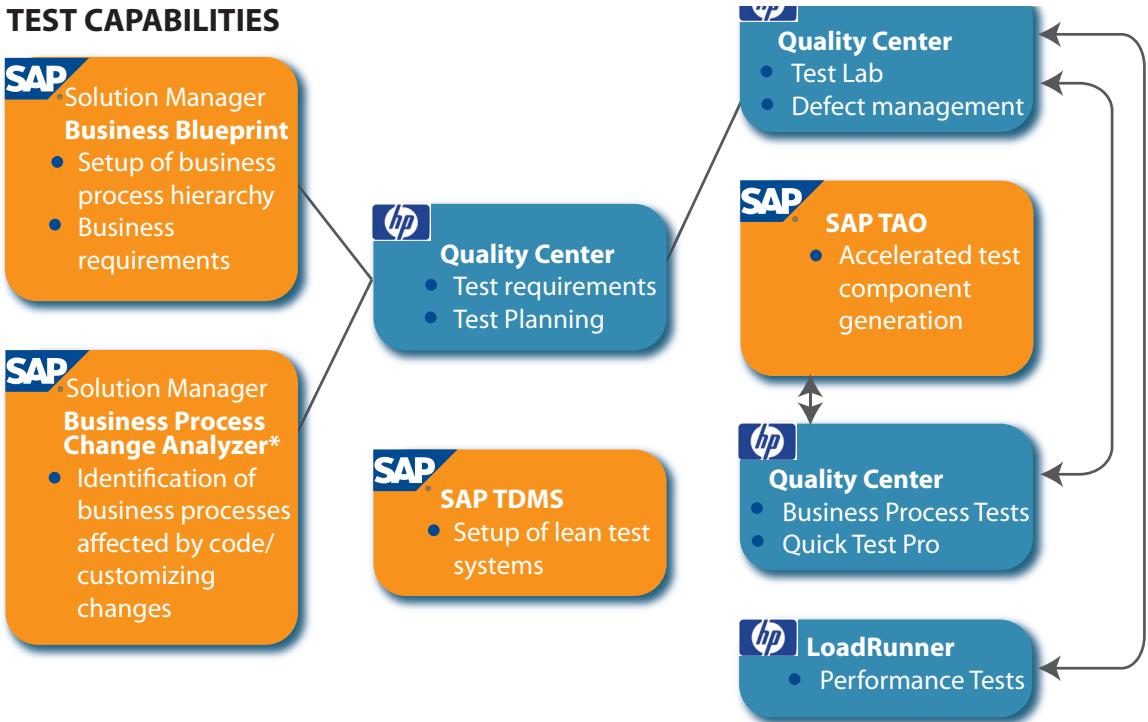 TEST CAPABILITIES
SAP
®
Solution Manager
Business Blueprint
• Setup of business
process hierarchy
• Business
requirements
SAP
®
Solution Manager
Business Process
Change Analyzer*
• Identification of
business processes
affected by code/
customizing
changes
hp
Quality Center
• Test requirements
• Test Planning
SAP
®
SAP TDMS
• Setup of lean test
systems
Quality Center
• Test Lab
• Defect management
SAP
®
SAP TAO
• Accelerated test
component
generation
hp
Quality Center
• Business Process Tests
• Quick Test Pro
hp
LoadRunner
• Performance Tests